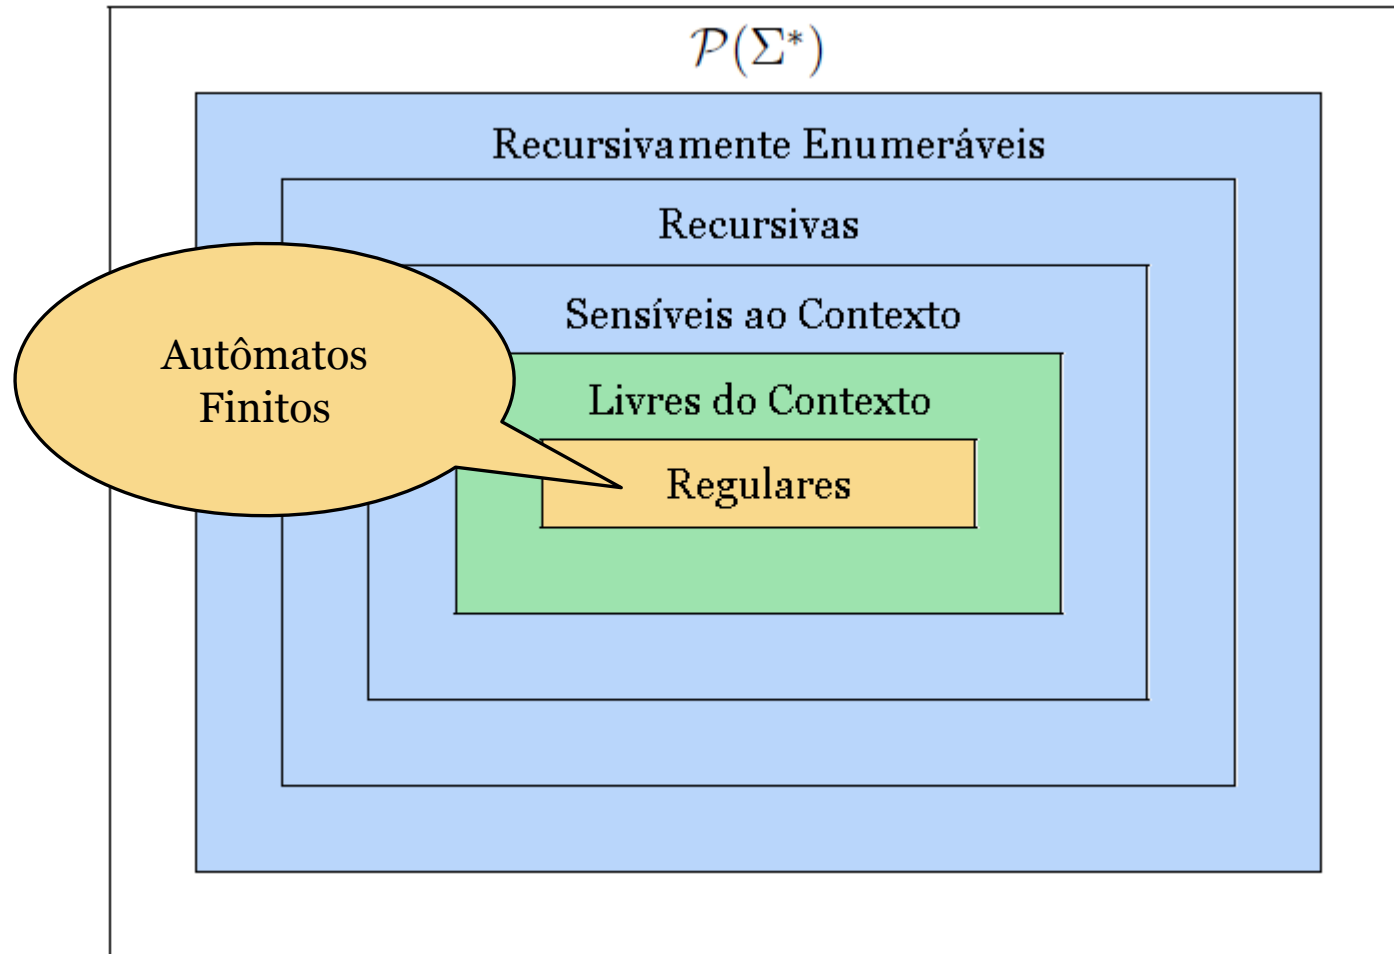 𝒫(Σ*)
Recursivamente Enumeráveis
Recursivas
Sensíveis ao Contexto
Autômatos
Finitos
Livres do Contexto
Regulares